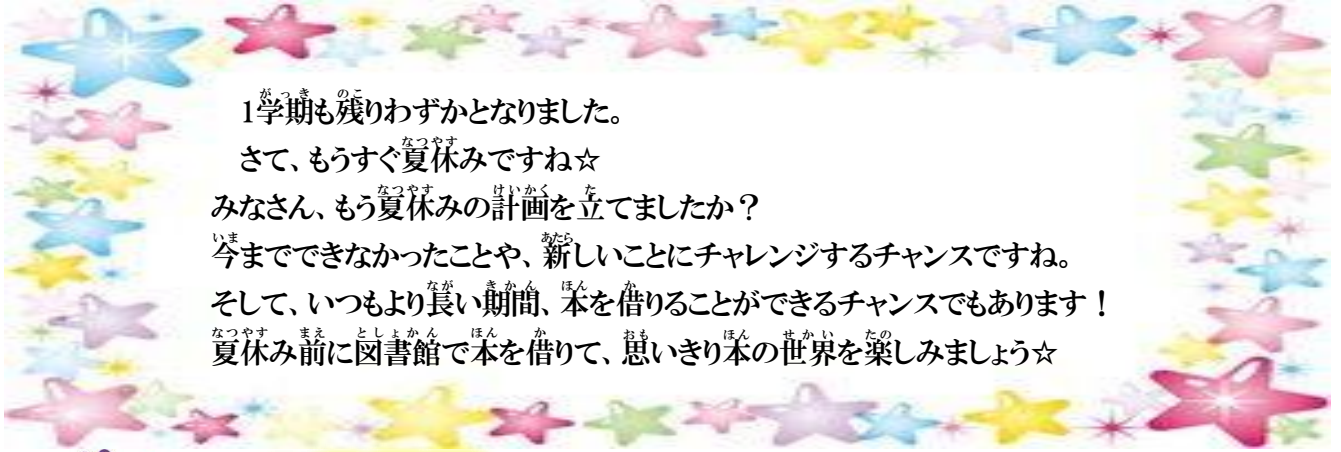 1学期も残りわずかとなりました。
さて、もうすぐ夏休みですね☆
みなさん、もう夏休みの計画を立てましたか？
今までできなかったことや、新しいことにチャレンジするチャンスですね。
そして、いつもより長い期間、本を借りることができるチャンスでもあります！
夏休み前に図書館で本を借りて、思いきり本の世界を楽しみましょう☆